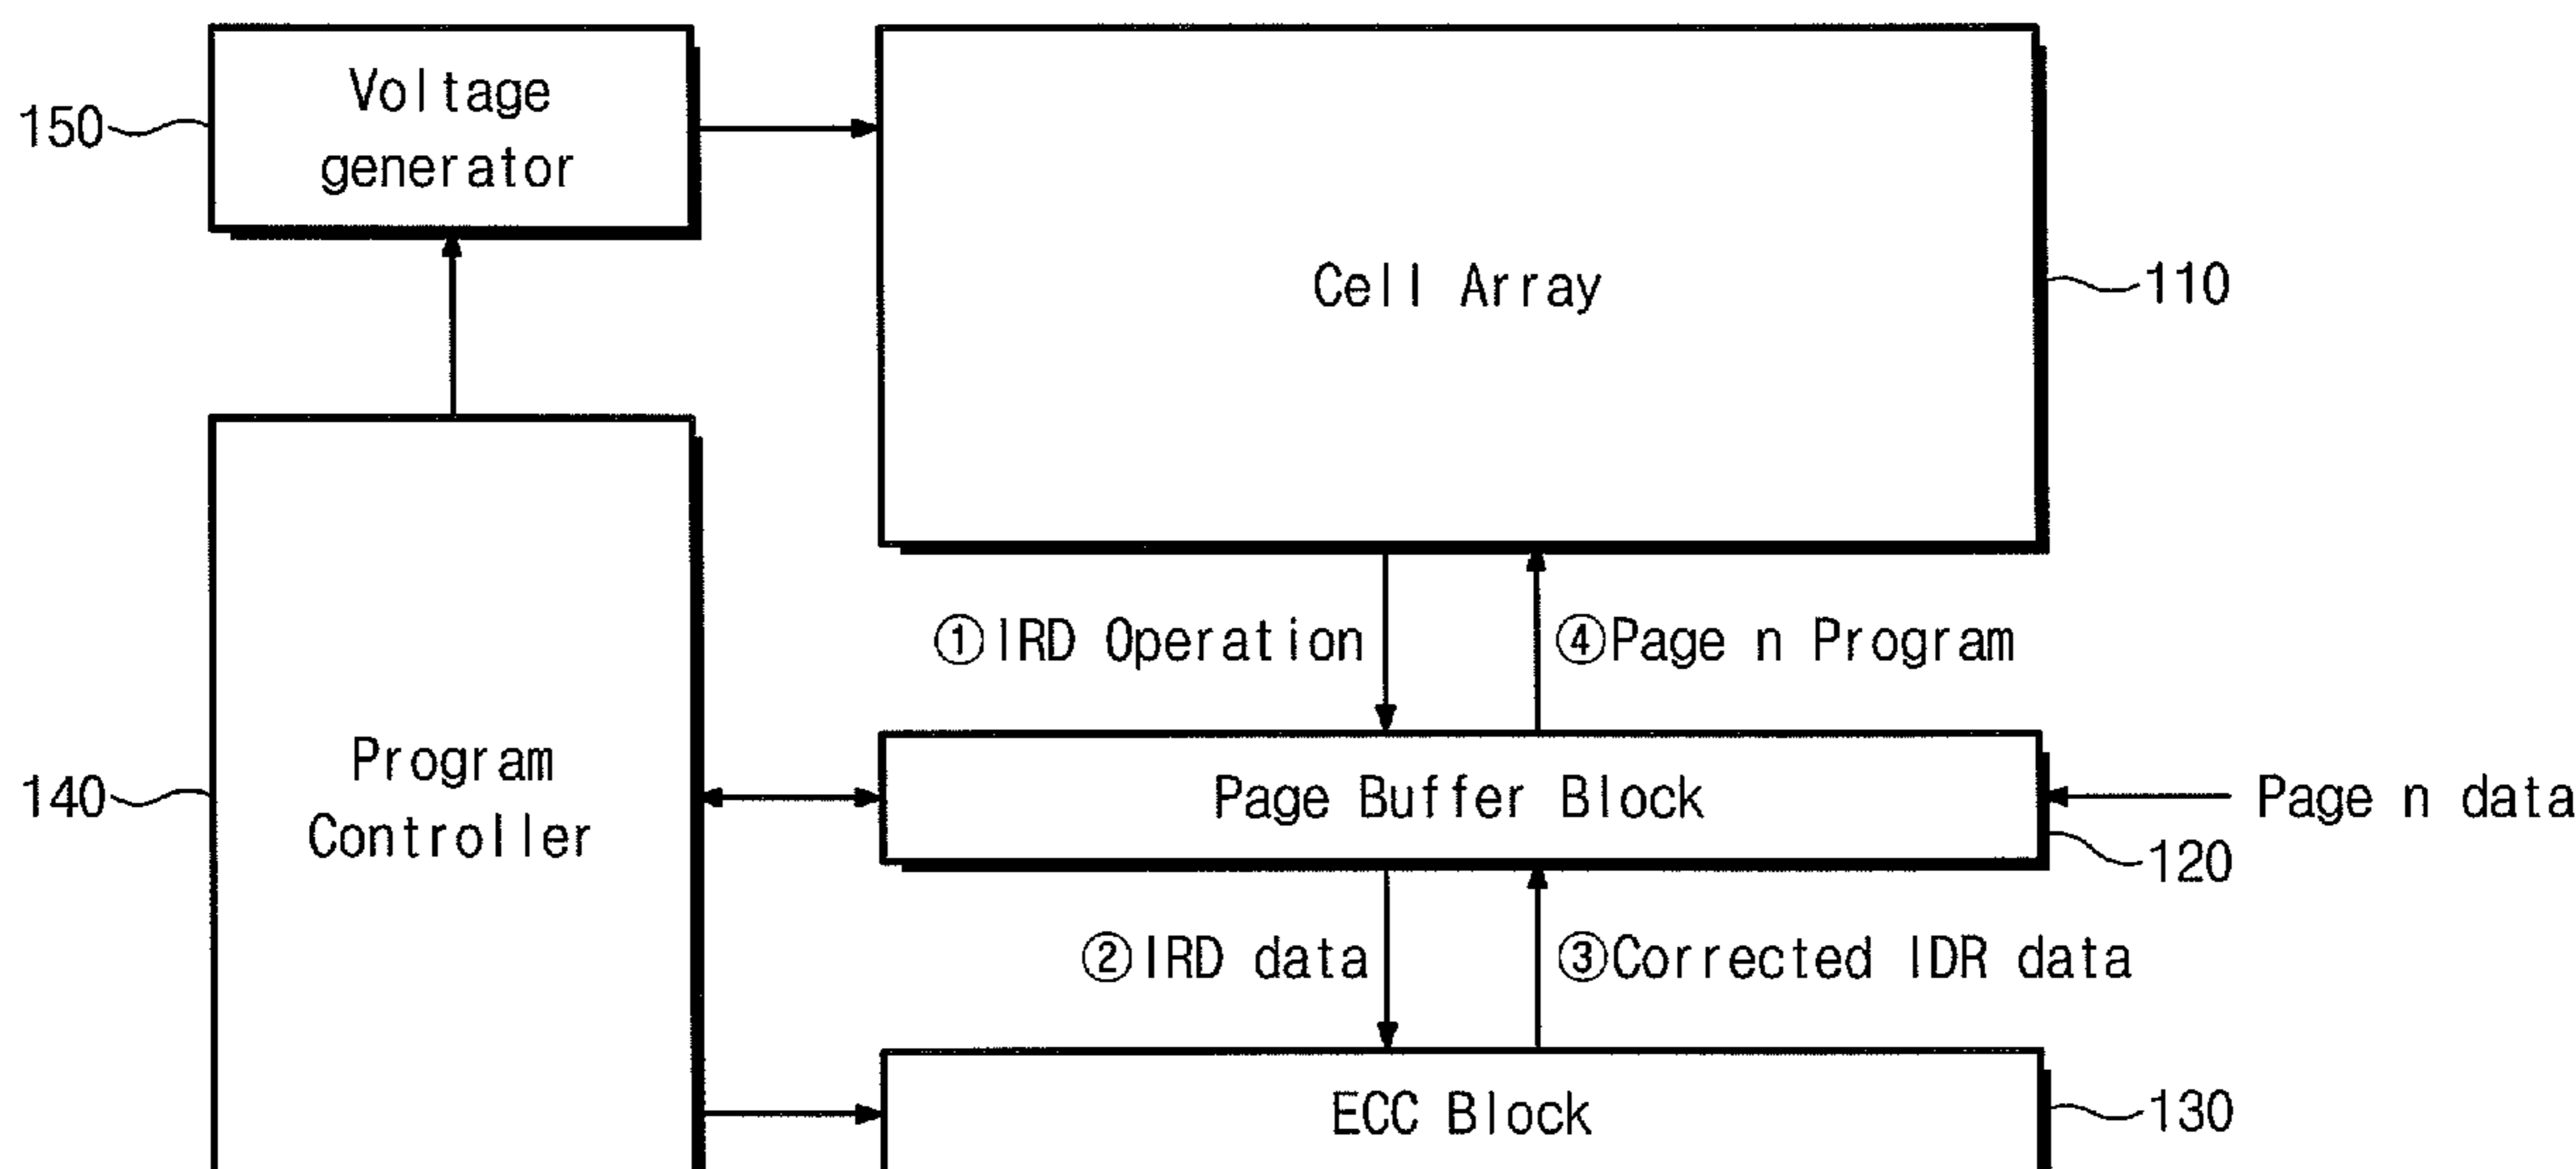 Voltage
generator
150
Cell Array
110
①IRD Operation
④Page n Program
Program
Controller
140
Page Buffer Block
Page n data
120
②IRD data
③Corrected IDR data
ECC Block
130